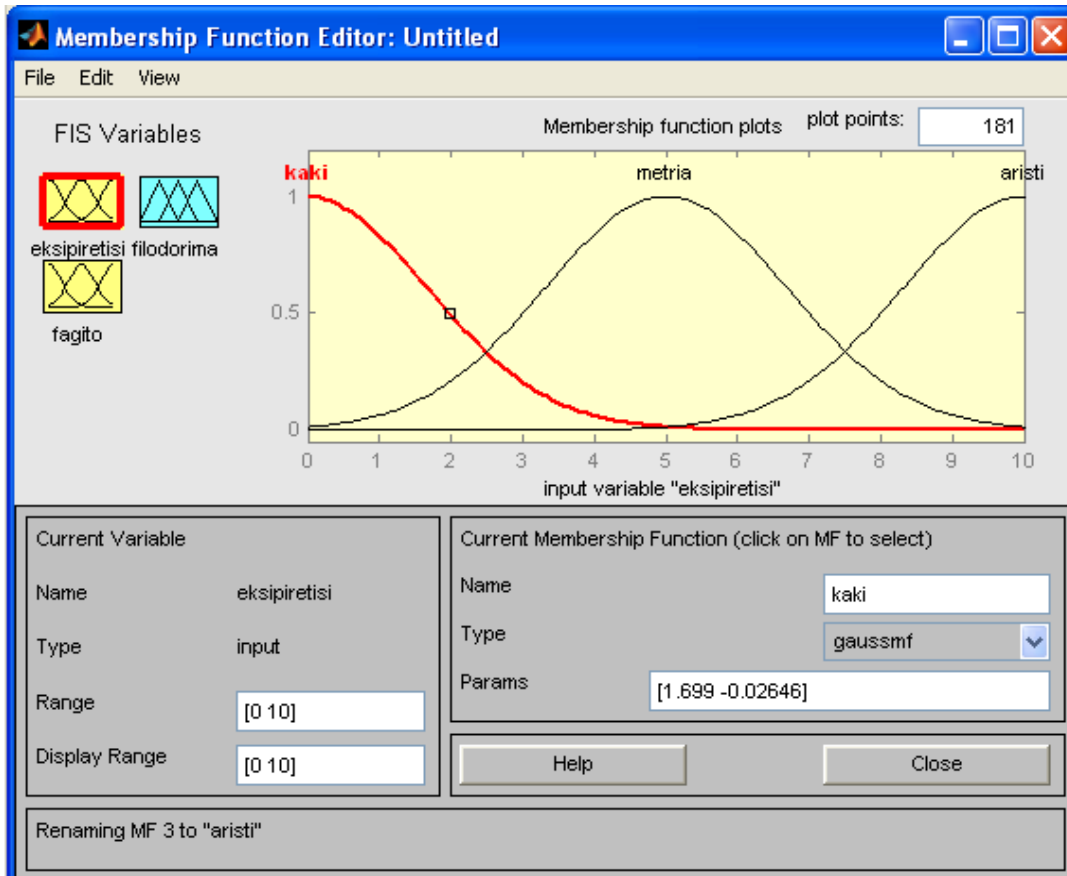 Membership Function Editor: Untitled
File Edit View
FIS Variables
Membership function plots plot points: 181
eksipiretisi filodorima
fagito
kaki metria aristi
1
0.5
0
0 1 2 3 4 5 6 7 8 9 10
input variable "eksipiretisi"
Current Variable
Name eksipiretisi
Type input
Range [0 10]
Display Range [0 10]
Current Membership Function (click on MF to select)
Name kaki
Type gaussmf
Params [1.699 -0.02646]
Help Close
Renaming MF 3 to "aristi"